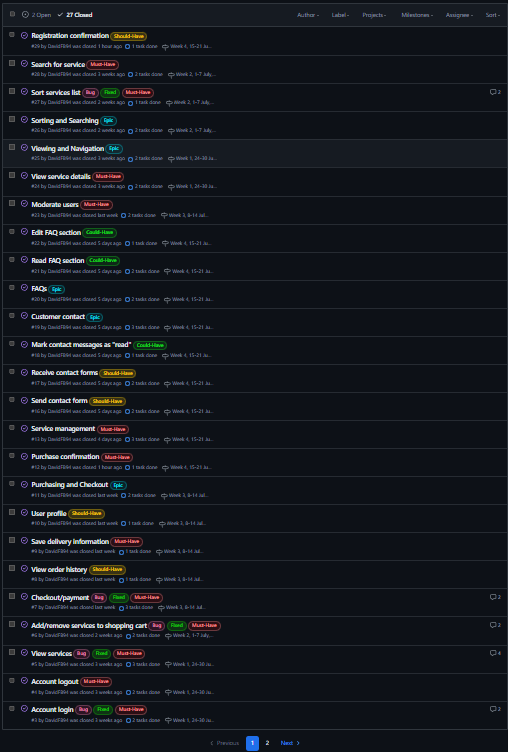 2 Open 27 Closed Author Label Projects Milestones Assignee Sort
Registration confirmation Should-Have
#29 by DavidF894 was closed 1 hour ago 1 task done Week 4, 15-21 Ju...
Search for service Must-Have
#28 by DavidF894 was closed 3 weeks ago 2 tasks done Week 2, 1-7 July,...
Sort services list Bug Fixed Must-Have 2
#27 by DavidF894 was closed 2 weeks ago 1 task done Week 2, 1-7 July,...
Sorting and Searching Epic
#26 by DavidF894 was closed 2 weeks ago 2 tasks done Week 2, 1-7 July,...
Viewing and Navigation Epic
#25 by DavidF894 was closed 3 weeks ago 2 tasks done Week 1, 24-30 Ju...
View service details Must-Have
#24 by DavidF894 was closed 3 weeks ago 2 tasks done Week 1, 24-30 Ju...
Moderate users Must-Have
#23 by DavidF894 was closed last week 2 tasks done Week 3, 8-14 Jul...
Edit FAQ section Could-Have
#22 by DavidF894 was closed 5 days ago 1 task done Week 4, 15-21 Ju...
Read FAQ section Could-Have
#21 by DavidF894 was closed 5 days ago 2 tasks done Week 4, 15-21 Ju...
FAQs Epic
#20 by DavidF894 was closed 5 days ago 2 tasks done Week 4, 15-21 Ju...
Customer contact Epic
#19 by DavidF894 was closed 5 days ago 3 tasks done Week 4, 15-21 Ju...
Mark contact messages as "read" Could-Have
#18 by DavidF894 was closed 5 days ago 1 task done Week 4, 15-21 Ju...
Receive contact forms Should-Have
#17 by DavidF894 was closed 5 days ago 2 tasks done Week 4, 15-21 Ju...
Send contact form Should-Have
#16 by DavidF894 was closed 5 days ago 2 tasks done Week 4, 15-21 Ju...
Service management Must-Have
#13 by DavidF894 was closed 4 days ago 3 tasks done Week 4, 15-21 Ju...
Purchase confirmation Must-Have
#12 by DavidF894 was closed 1 hour ago 1 task done Week 4, 15-21 Ju...
Purchasing and Checkout Epic
#11 by DavidF894 was closed last week 2 tasks done Week 3, 8-14 Jul...
User profile Should-Have
#10 by DavidF894 was closed last week 1 task done Week 3, 8-14 Jul...
Save delivery information Must-Have
#9 by DavidF894 was closed last week 1 task done Week 3, 8-14 Jul...
View order history Should-Have
#8 by DavidF894 was closed last week 1 task done Week 3, 8-14 Jul...
Checkout/payment Bug Fixed Must-Have 2
#7 by DavidF894 was closed last week 3 tasks done Week 3, 8-14 Jul...
Add/remove services to shopping cart Bug Fixed Must-Have 2
#6 by DavidF894 was closed 2 weeks ago 2 tasks done Week 2, 1-7 July,...
View services Bug Fixed Must-Have 4
#5 by DavidF894 was closed 3 weeks ago 3 tasks done Week 1, 24-30 Ju...
Account logout Must-Have
#4 by DavidF894 was closed 3 weeks ago 1 task done Week 1, 24-30 Ju...
Account login Bug Fixed Must-Have 2
#3 by DavidF894 was closed 3 weeks ago 2 tasks done Week 1, 24-30 Ju...
Previous 1 2 Next